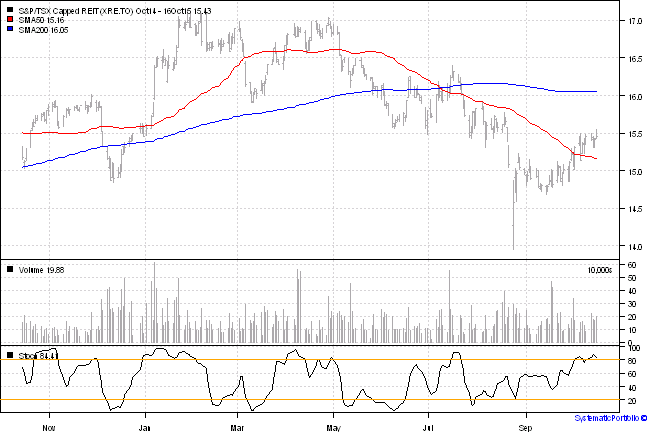 S&P/TSX Capped REIT(XRE.TO) Oct14 - 16Oct15 15.43
SMA50 15.16
SMA200 16.05
17.0
16.5
16.0
15.5
15.0
14.5
14.0
Volume 19.88
10,000s
60
50
40
30
20
10
0
Stoch 84.41
100
80
60
40
20
Nov Jan Mar May Jul Sep
SystematicPortfolio ©